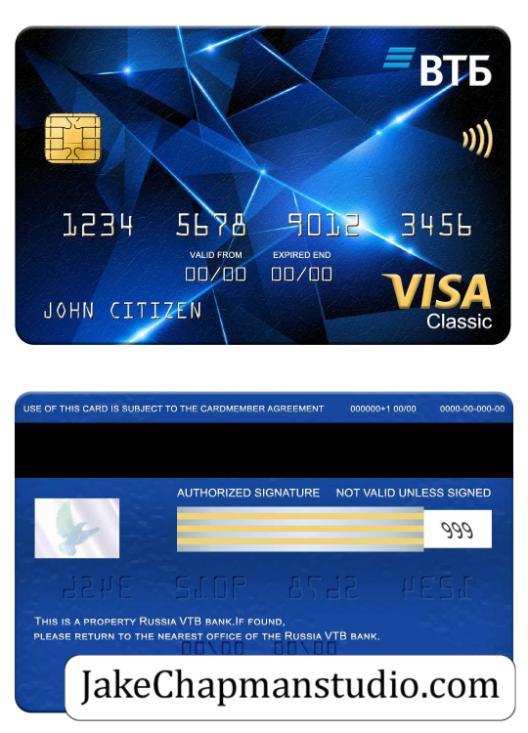 ВТБ
1234 5678 9012 3456
VALID FROM EXPIRED END
00/00 00/00
VISA
JOHN CITIZEN
Classic
USE OF THIS CARD IS SUBJECT TO THE CARDMEMBER AGREEMENT 000000+1 00/00 0000-00-000-00
AUTHORIZED SIGNATURE NOT VALID UNLESS SIGNED
999
THIS IS A PROPERTY RUSSIA VTB BANK.IF FOUND,
PLEASE RETURN TO THE NEAREST OFFICE OF THE RUSSIA VTB BANK.
JakeChapmanstudio.com